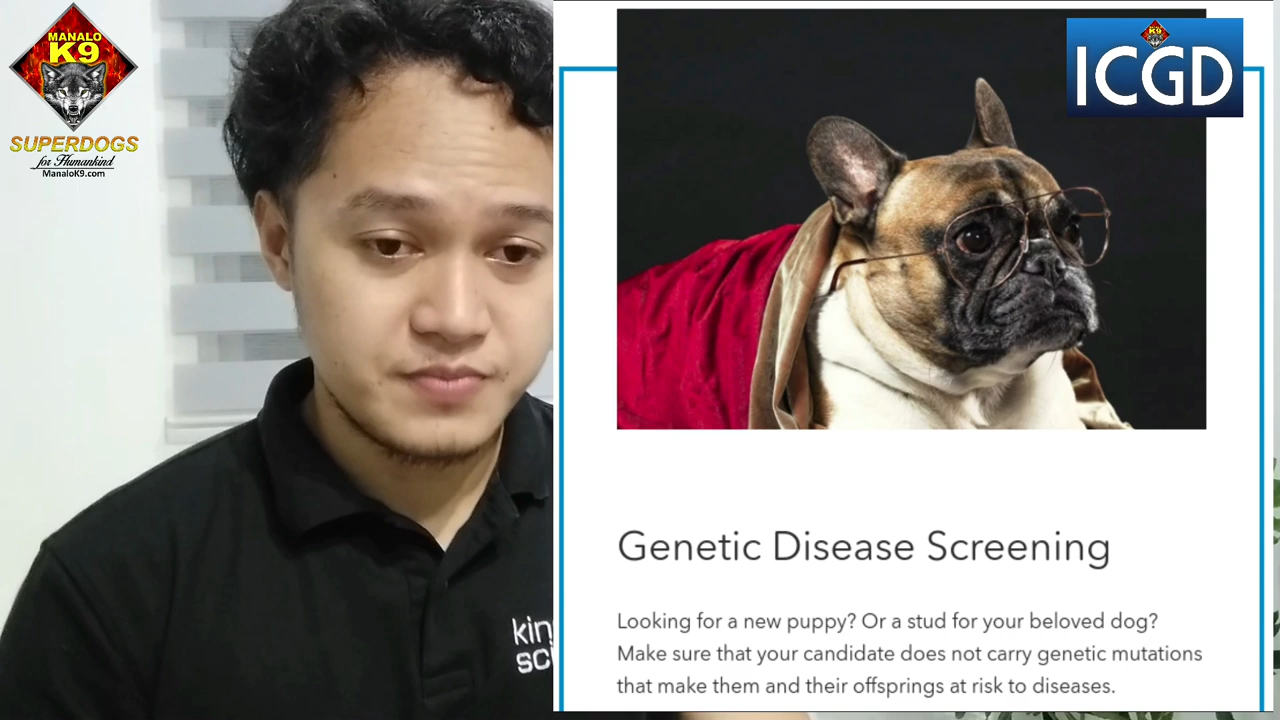 MANALO
K9
SUPERDOGS
for Humankind
ManaloK9.com
K9
ICGD
Genetic Disease Screening
Looking for a new puppy? Or a stud for your beloved dog?
Make sure that your candidate does not carry genetic mutations
that make them and their offsprings at risk to diseases.